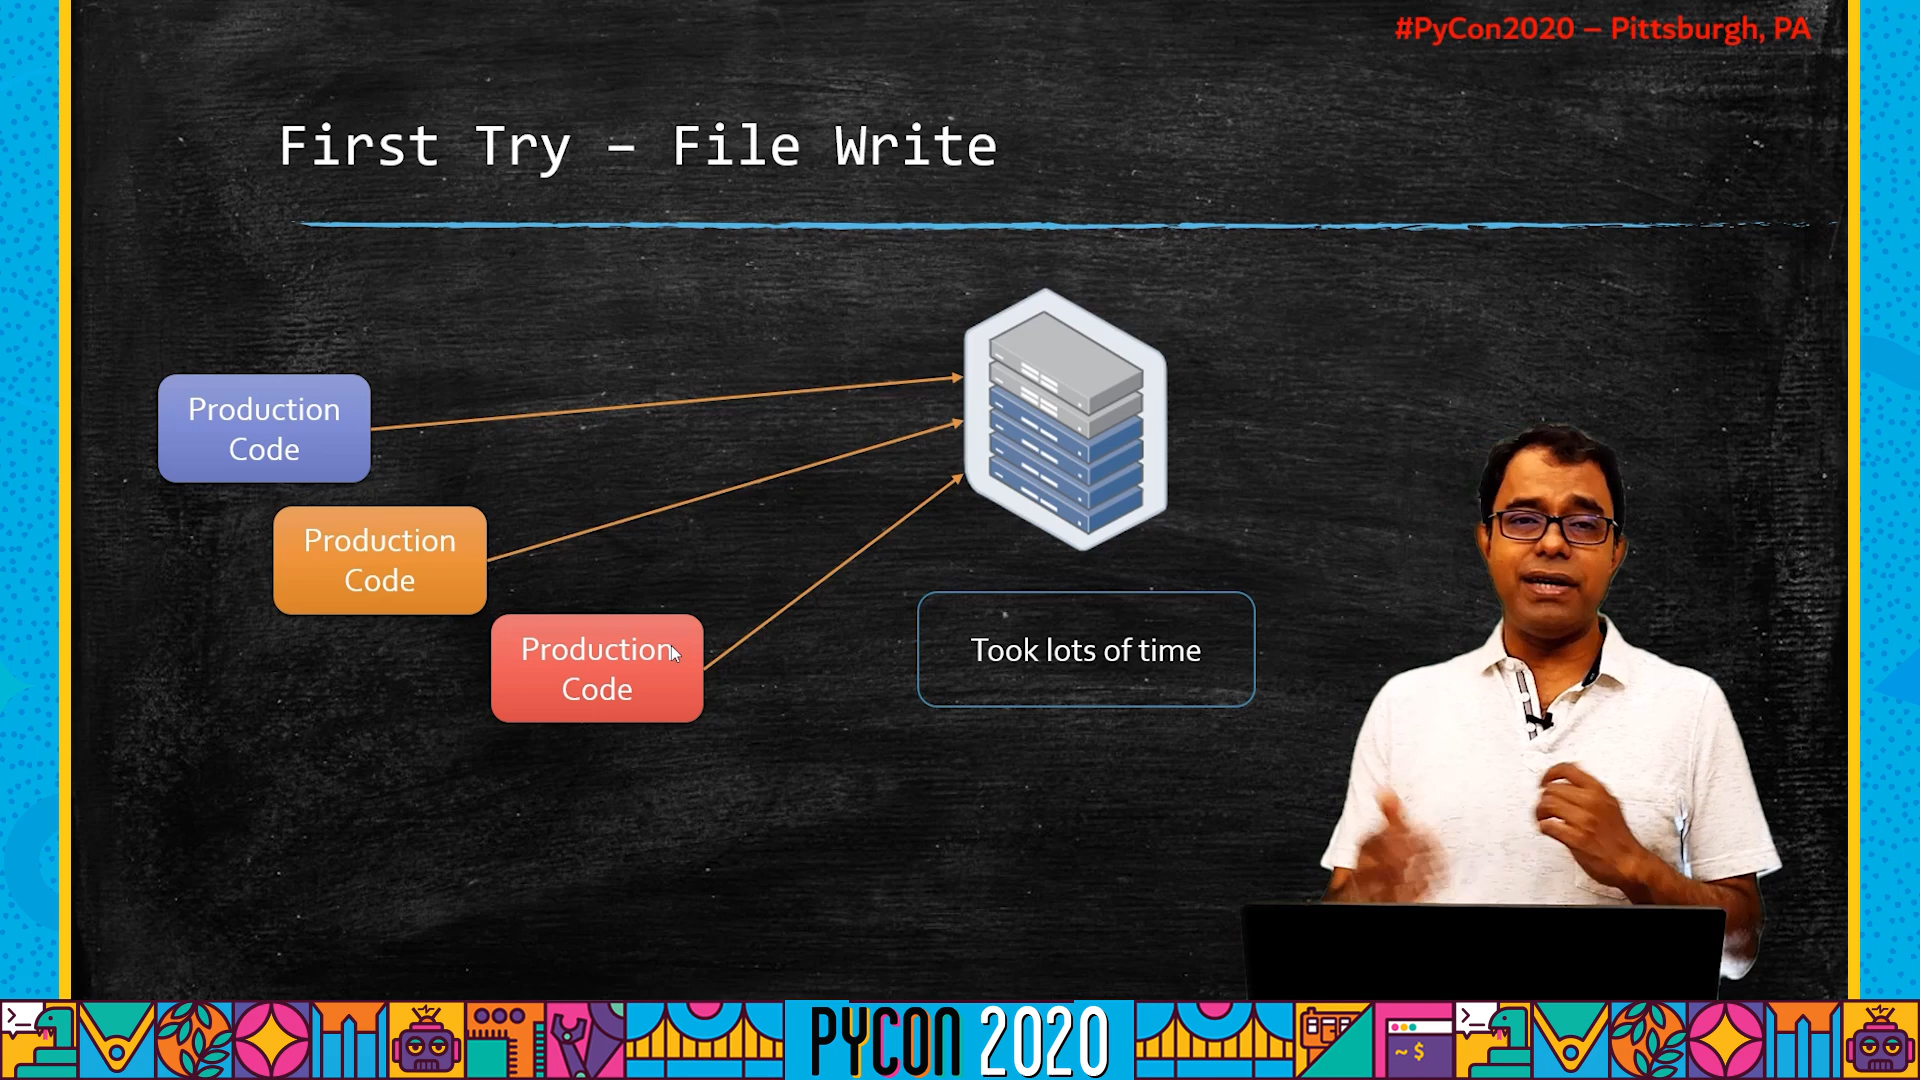 #PyCon2020 – Pittsburgh, PA
First Try – File Write
Production
Code
Production
Code
Production
Code
Took lots of time
~ $
PYCON 2020